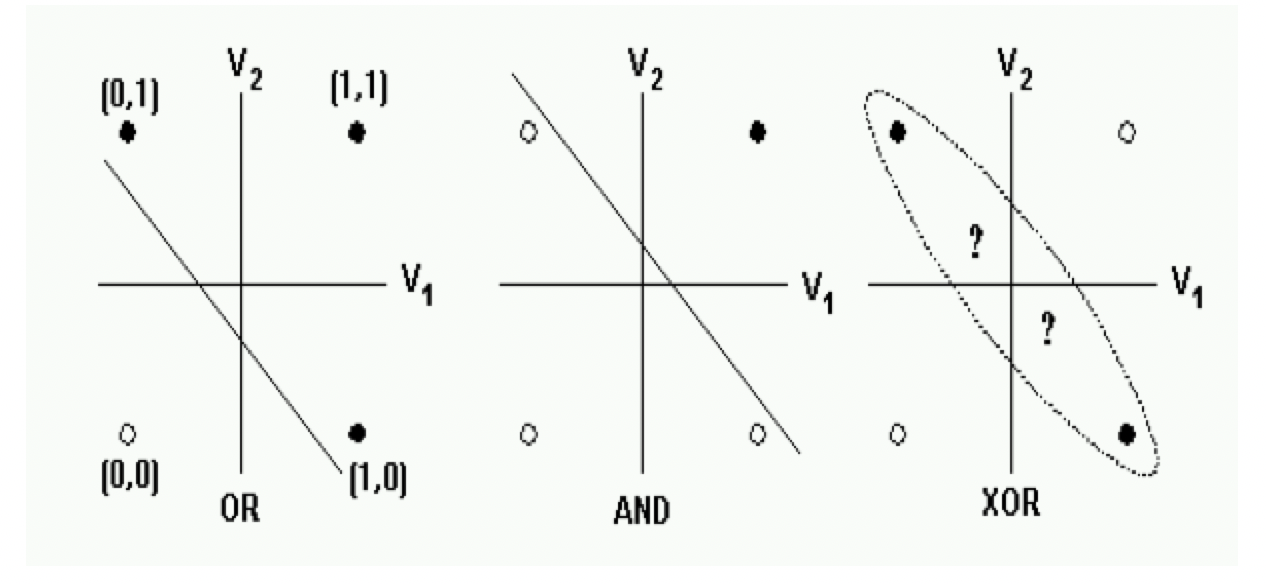 V2
(0,1)
(1,1)
V1
(0,0)
(1,0)
OR
V2
V1
AND
V2
?
V1
?
XOR